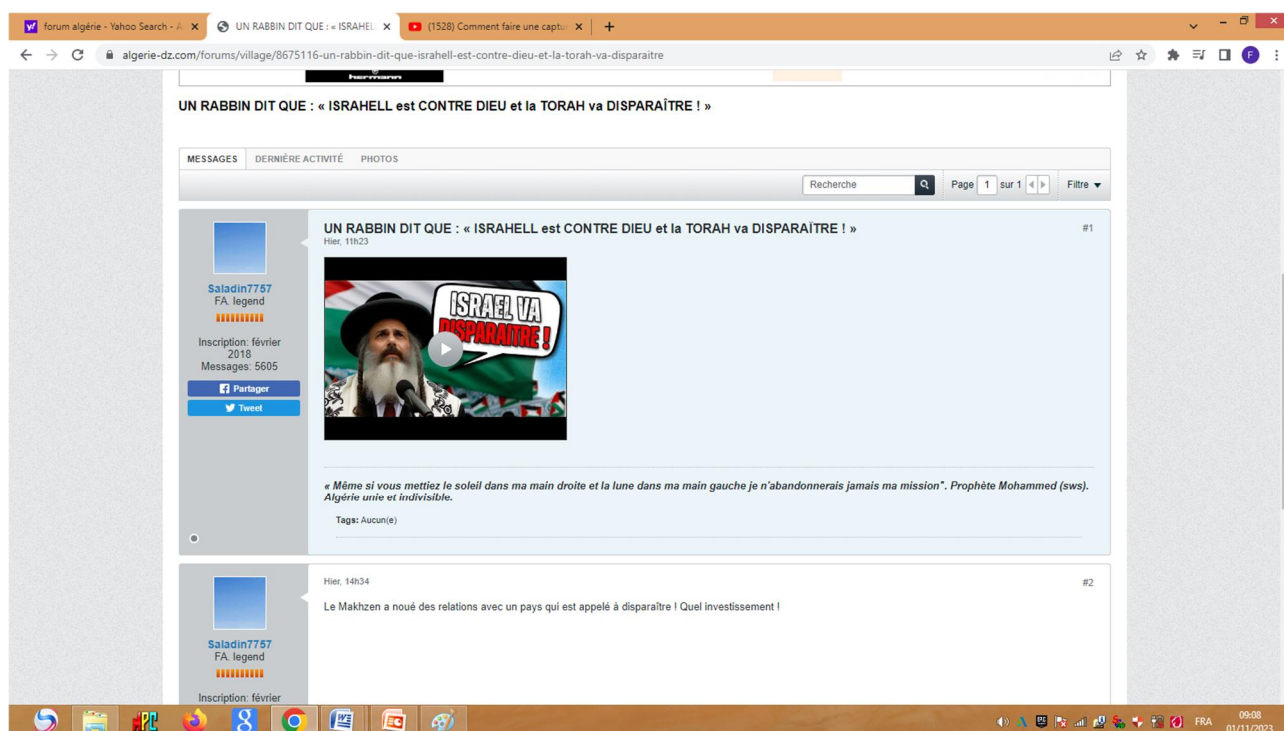 forum algérie - Yahoo Search - A
UN RABBIN DIT QUE : « ISRAHEL
(1528) Comment faire une captu
algerie-dz.com/forums/village/8675116-un-rabbin-dit-que-israhell-est-contre-dieu-et-la-torah-va-disparaitre
F
hermann
UN RABBIN DIT QUE : « ISRAHELL est CONTRE DIEU et la TORAH va DISPARAÎTRE ! »
MESSAGES DERNIÈRE ACTIVITÉ PHOTOS
Recherche Page 1 sur 1 Filtre
UN RABBIN DIT QUE : « ISRAHELL est CONTRE DIEU et la TORAH va DISPARAÎTRE ! » #1
Hier, 11h23
Saladin7757
FA. legend
Inscription: février
2018
Messages: 5605
Partager
Tweet
ISRAEL VA
DISPARAITRE !
« Même si vous mettiez le soleil dans ma main droite et la lune dans ma main gauche je n'abandonnerais jamais ma mission". Prophète Mohammed (sws).
Algérie unie et indivisible.
Tags: Aucun(e)
Hier, 14h34 #2
Le Makhzen a noué des relations avec un pays qui est appelé à disparaître ! Quel investissement !
Saladin7757
FA. legend
Inscription: février
FRA
09:08
01/11/2023